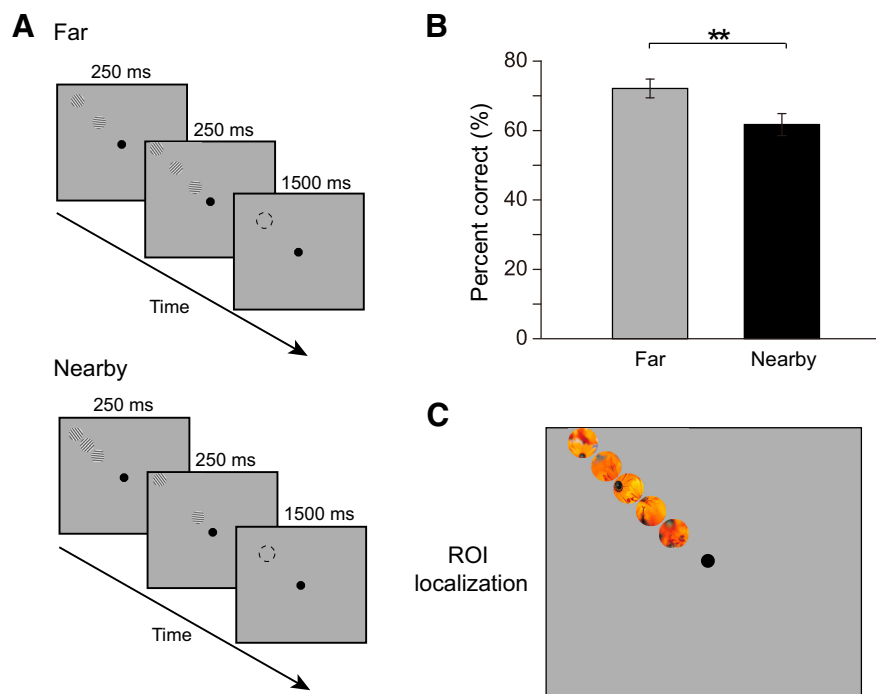 A
Far
250 ms
250 ms
1500 ms
Time
Nearby
250 ms
250 ms
1500 ms
Time
B
**
Percent correct (%)
80
60
40
20
0
Far
Nearby
C
ROI
localization